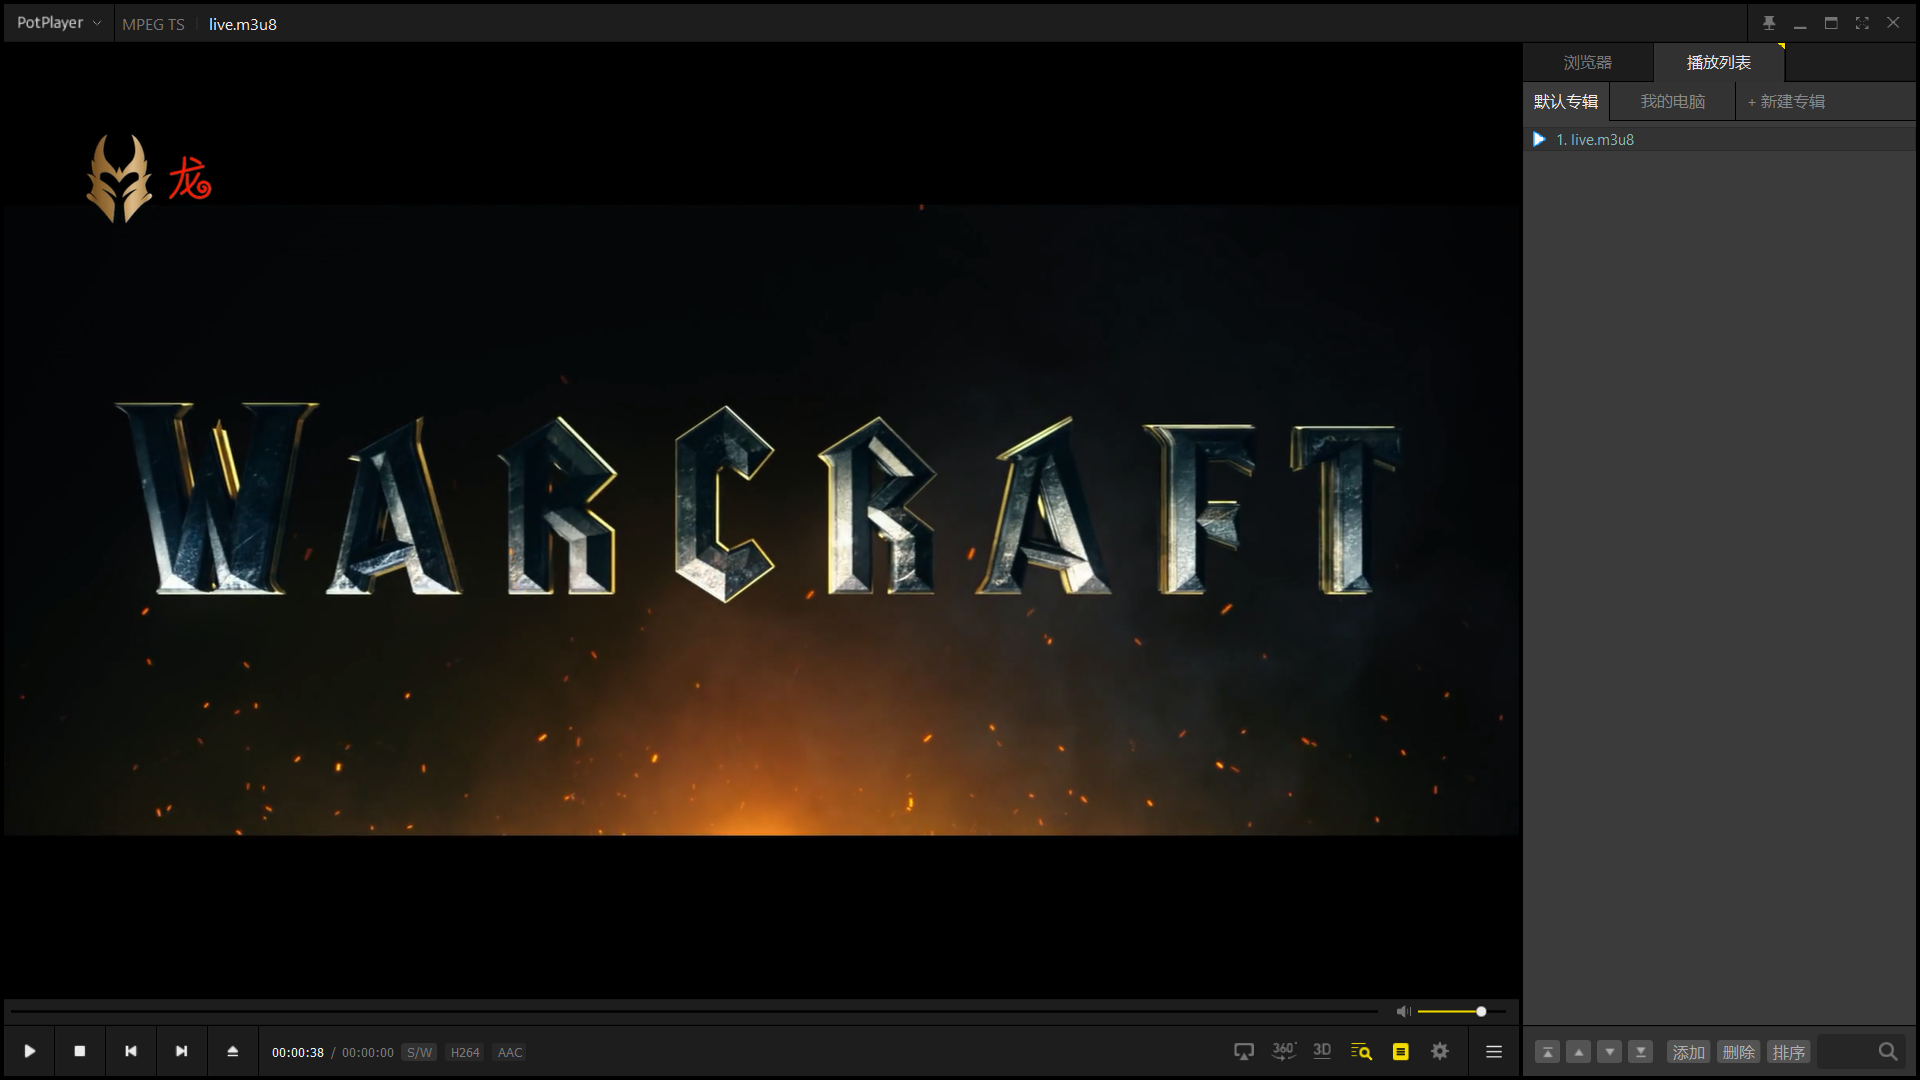 PotPlayer
MPEG TS
live.m3u8
浏览器
播放列表
默认专辑
我的电脑
+ 新建专辑
1. live.m3u8
龙
WARCRAFT
00:00:38 / 00:00:00 S/W H264 AAC
360°
3D
添加
删除
排序